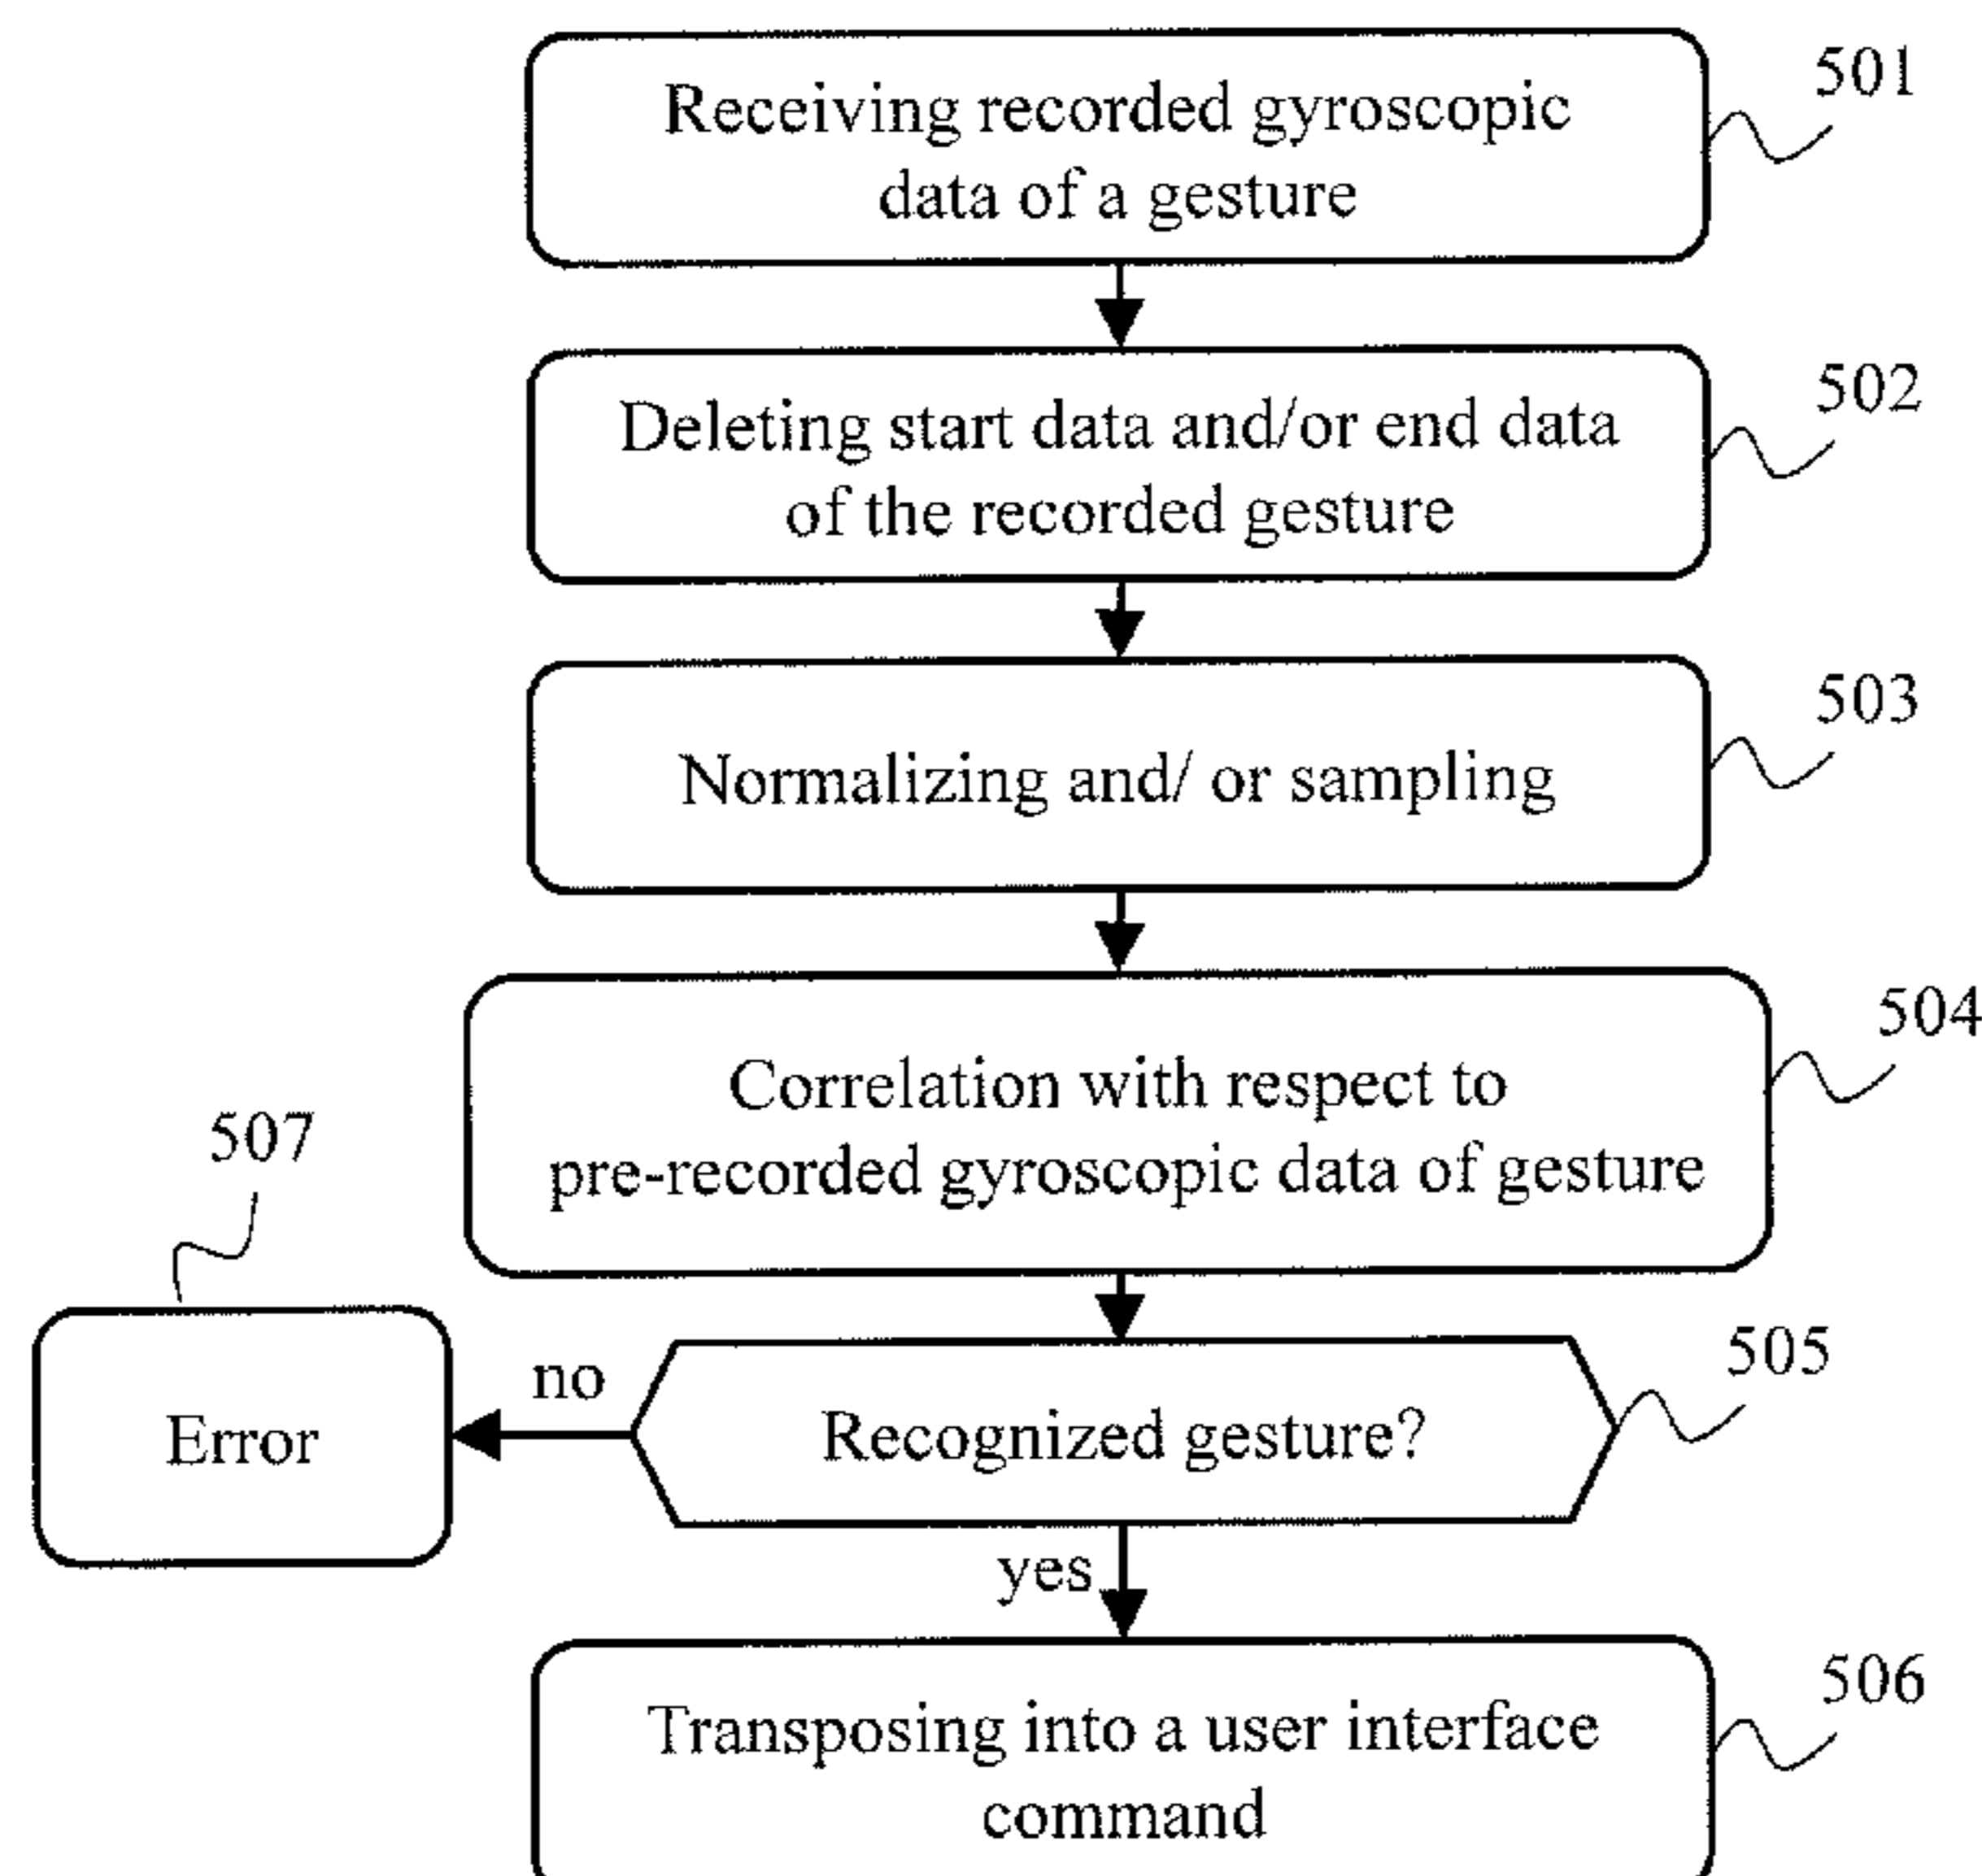 Receiving recorded gyroscopic
data of a gesture
501
Deleting start data and/or end data
of the recorded gesture
502
Normalizing and/ or sampling
503
Correlation with respect to
pre-recorded gyroscopic data of gesture
504
507
Error
no
Recognized gesture?
505
yes
Transposing into a user interface
command
506